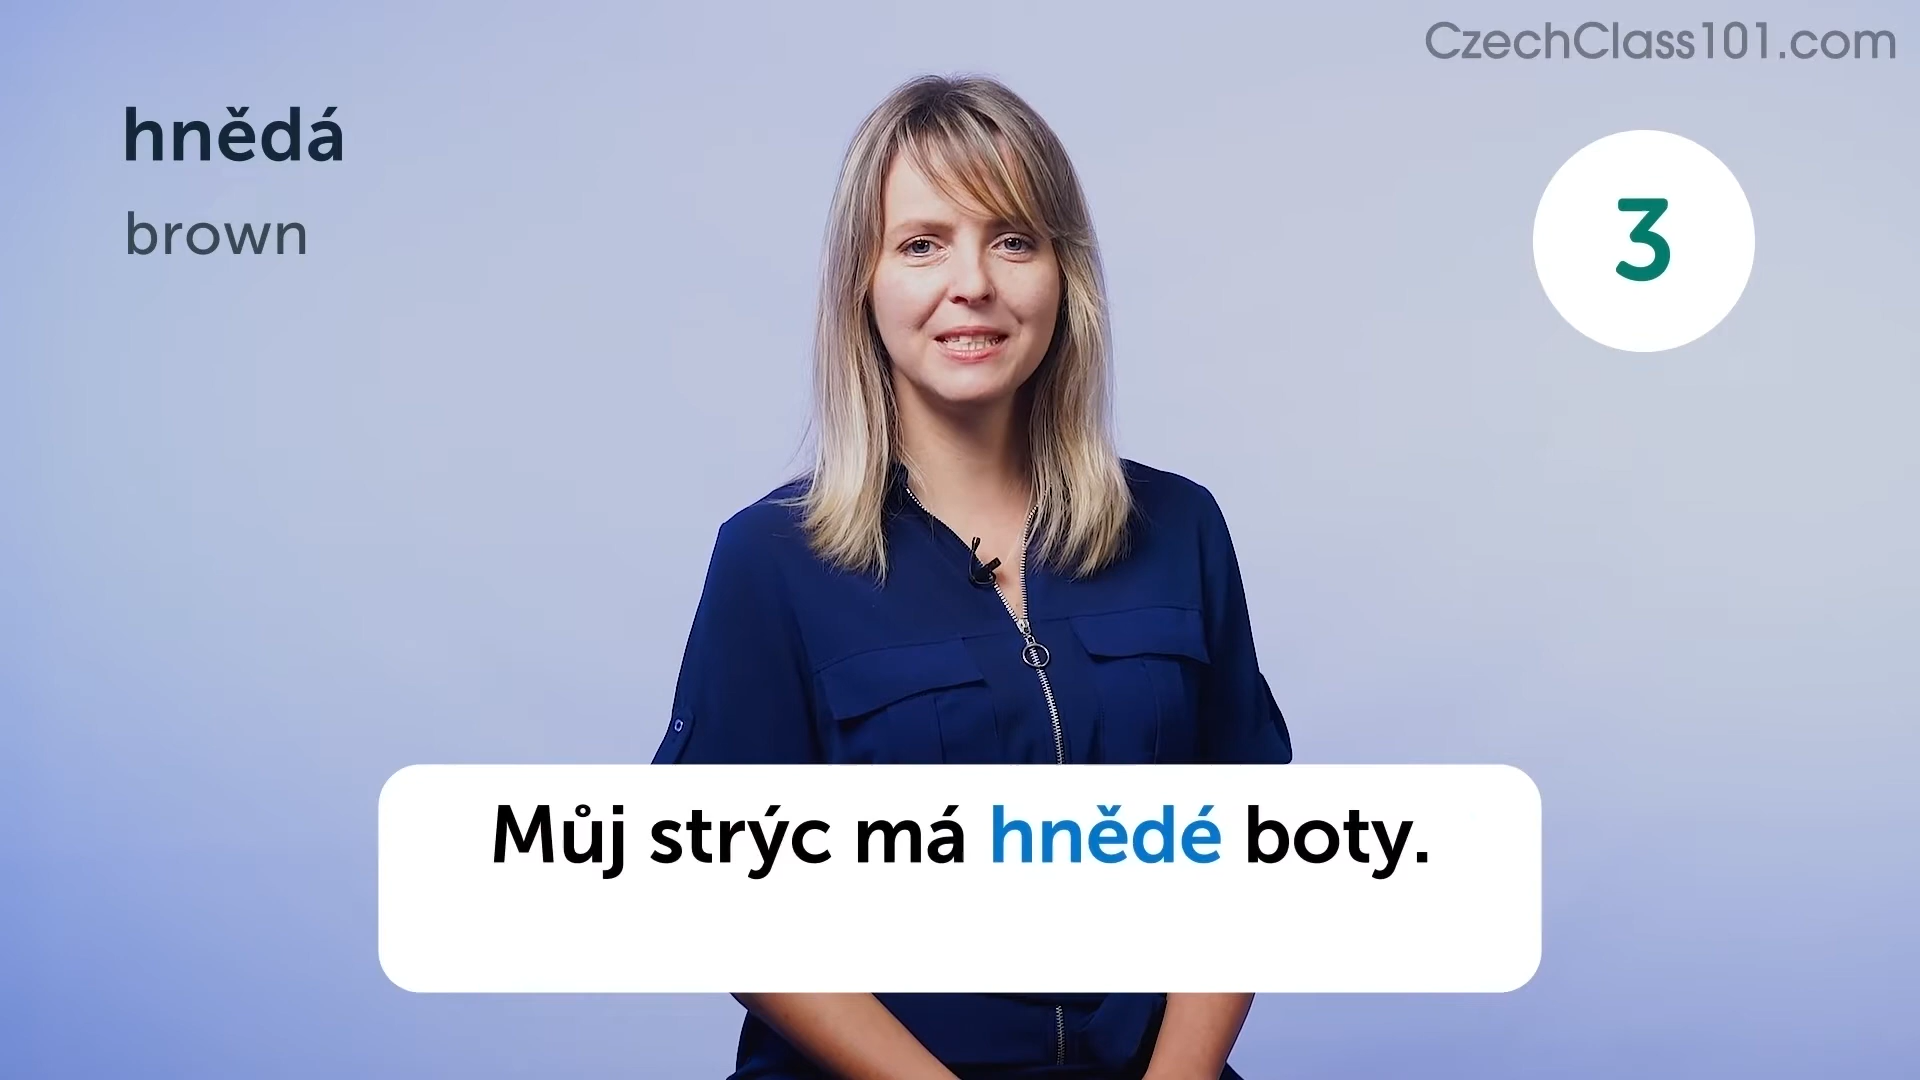 CzechClass101.com
hnědá
brown
3
Můj strýc má hnědé boty.